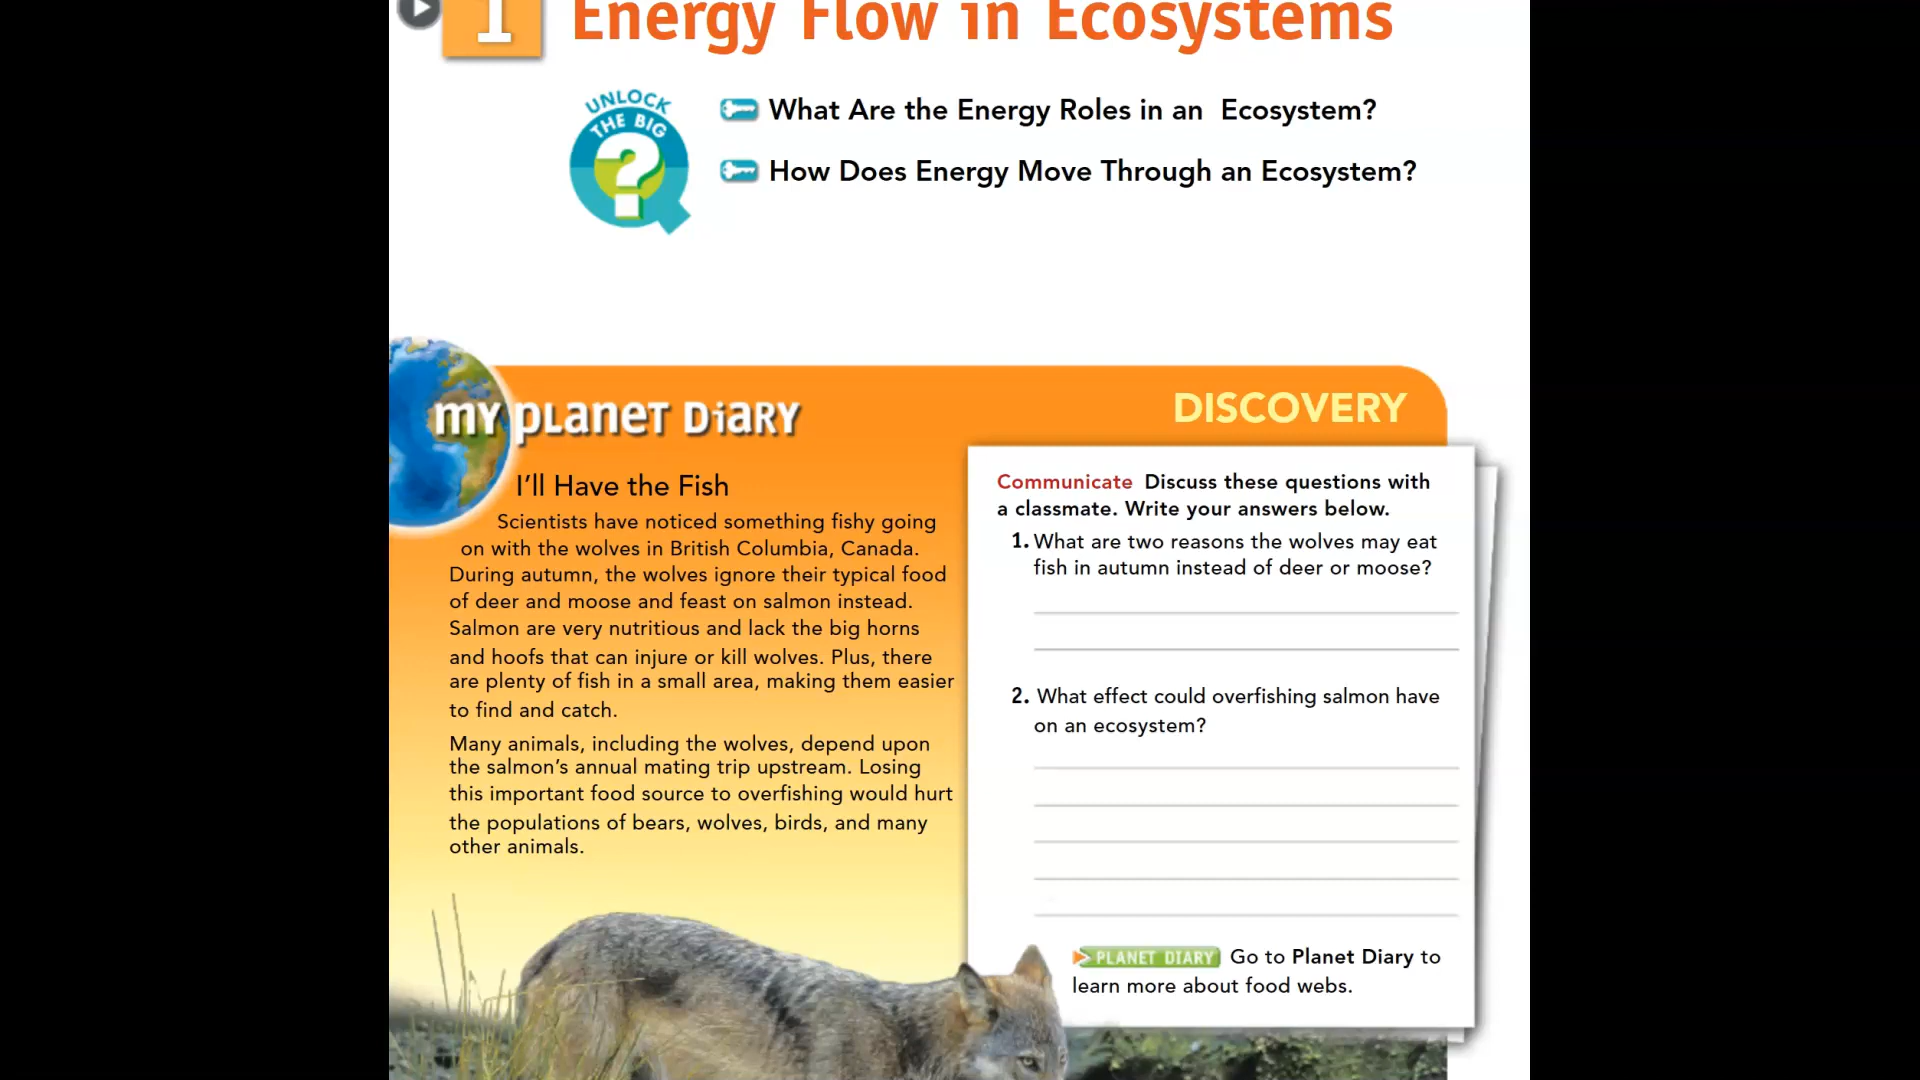 1 Energy Flow in Ecosystems
UNLOCK
THE BIG
?
What Are the Energy Roles in an Ecosystem?
How Does Energy Move Through an Ecosystem?
MY PLANET DiARY
DISCOVERY
I'll Have the Fish
Scientists have noticed something fishy going
on with the wolves in British Columbia, Canada.
During autumn, the wolves ignore their typical food
of deer and moose and feast on salmon instead.
Salmon are very nutritious and lack the big horns
and hoofs that can injure or kill wolves. Plus, there
are plenty of fish in a small area, making them easier
to find and catch.
Many animals, including the wolves, depend upon
the salmon's annual mating trip upstream. Losing
this important food source to overfishing would hurt
the populations of bears, wolves, birds, and many
other animals.
Communicate Discuss these questions with
a classmate. Write your answers below.
1. What are two reasons the wolves may eat
fish in autumn instead of deer or moose?
2. What effect could overfishing salmon have
on an ecosystem?
PLANET DIARY Go to Planet Diary to
learn more about food webs.